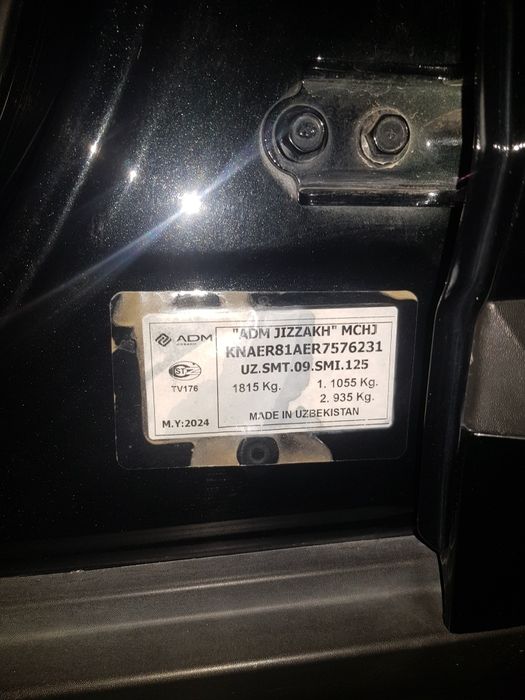 ADM
"ADM JIZZAKH" MCHJ
KNAER81AER7576231
UZ.SMT.09.SMI.125
TV176
1815 Kg.
1. 1055 Kg.
2. 935 Kg.
M.Y:2024
MADE IN UZBEKISTAN